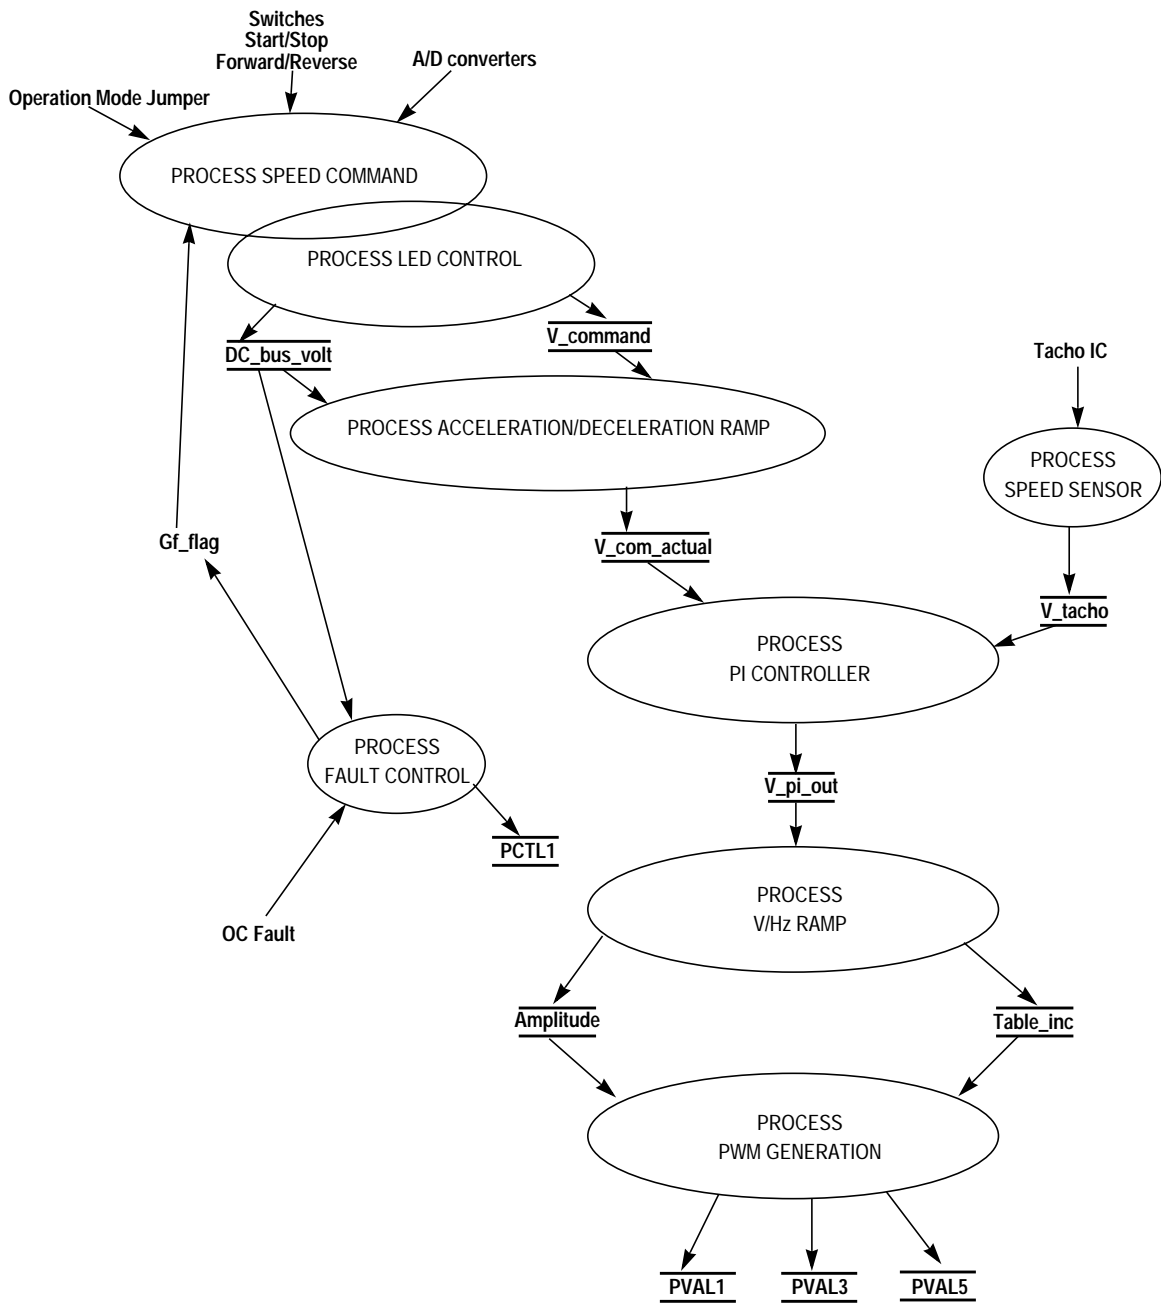 Switches
Start/Stop
Forward/Reverse
A/D converters
Operation Mode Jumper
PROCESS SPEED COMMAND
PROCESS LED CONTROL
V_command
DC_bus_volt
Tacho IC
PROCESS ACCELERATION/DECELERATION RAMP
PROCESS
SPEED SENSOR
Gf_flag
V_com_actual
V_tacho
PROCESS
PI CONTROLLER
PROCESS
FAULT CONTROL
V_pi_out
PCTL1
OC Fault
PROCESS
V/Hz RAMP
Amplitude
Table_inc
PROCESS
PWM GENERATION
PVAL1
PVAL3
PVAL5